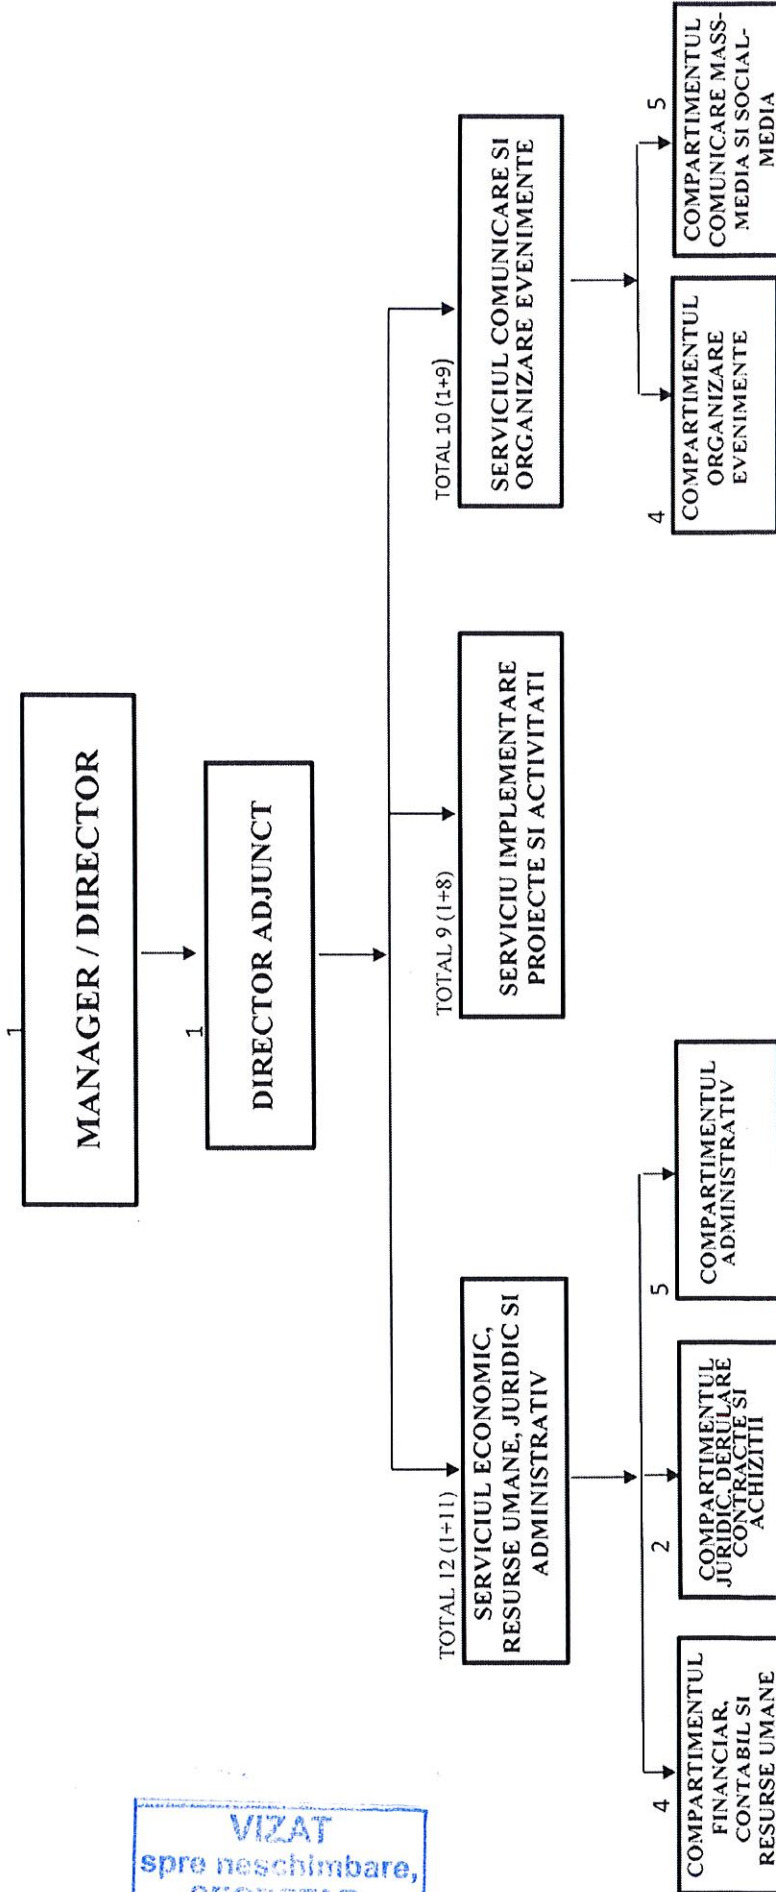 1
MANAGER / DIRECTOR
1
DIRECTOR ADJUNCT
TOTAL 12 (1+11)
SERVICIUL ECONOMIC,
RESURSE UMANE, JURIDIC SI
ADMINISTRATIV
TOTAL 9 (1+8)
SERVICIU IMPLEMENTARE
PROIECTE SI ACTIVITATI
TOTAL 10 (1+9)
SERVICIUL COMUNICARE SI
ORGANIZARE EVENIMENTE
4
COMPARTIMENTUL
FINANCIAR,
CONTABIL SI
RESURSE UMANE
2
COMPARTIMENTUL
JURIDIC, DERULARE
CONTRACTE SI
ACHIZITII
5
COMPARTIMENTUL
ADMINISTRATIV
4
COMPARTIMENTUL
ORGANIZARE
EVENIMENTE
5
COMPARTIMENTUL
COMUNICARE MASS-
MEDIA SI SOCIAL-
MEDIA
VIZAT
spre neschimbare,